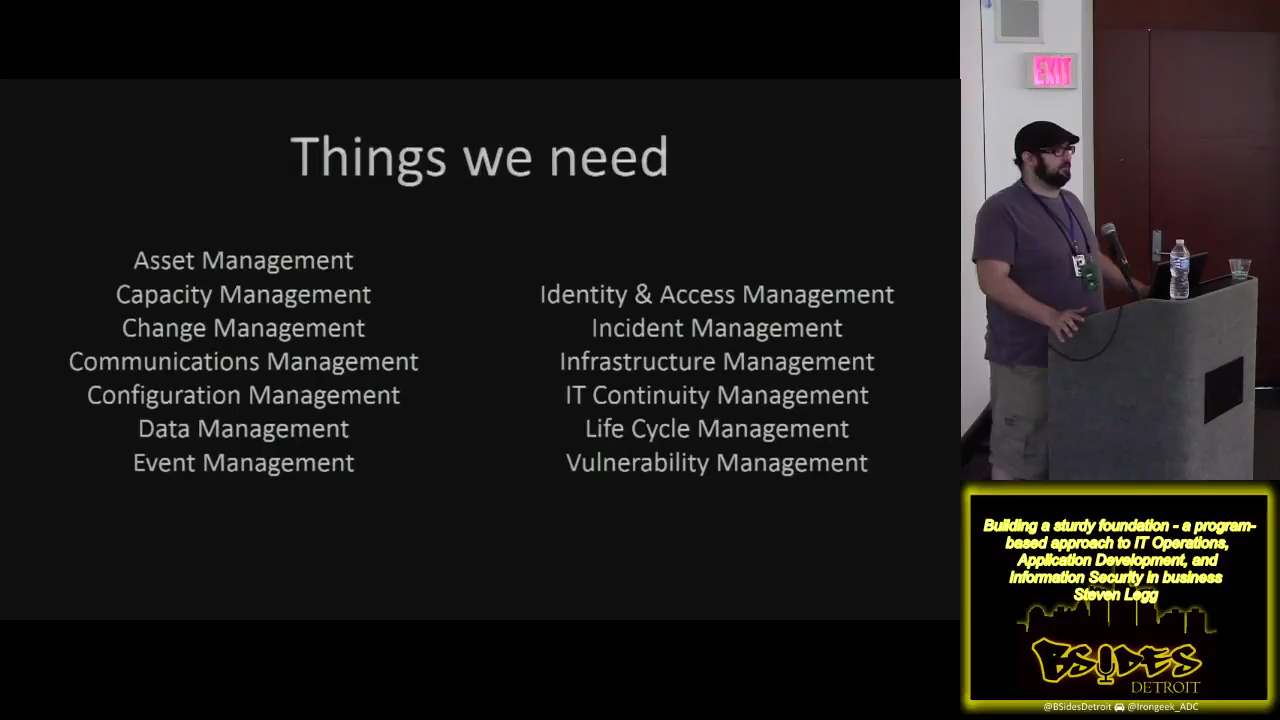 Things we need
Asset Management
Capacity Management
Change Management
Communications Management
Configuration Management
Data Management
Event Management
Identity & Access Management
Incident Management
Infrastructure Management
IT Continuity Management
Life Cycle Management
Vulnerability Management
EXIT
Building a sturdy foundation - a program-
based approach to IT Operations,
Application Development, and
Information Security in business
Steven Legg
BSIDES
DETROIT
@BSidesDetroit @Irongeek_ADC